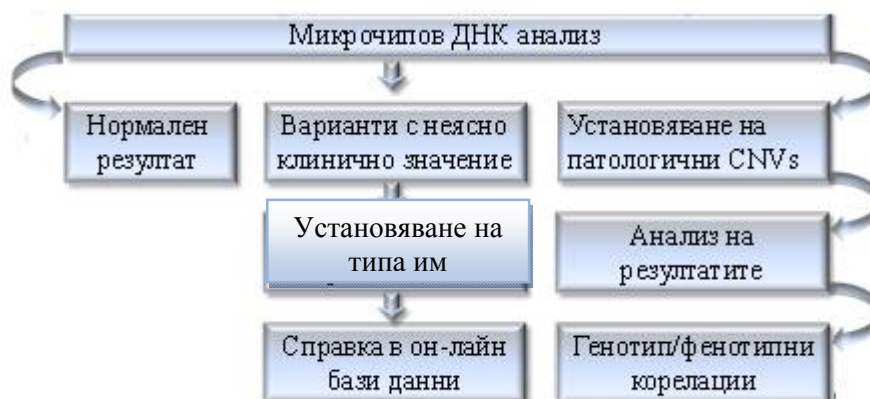 Микрочипов ДНК анализ
Нормален
резултат
Варианти с неясно
клинично значение
Установяване на
патологични CNVs
Установяване на
типа им
Анализ на
резултатите
Справка в он-лайн
бази данни
Генотип/фенотипни
корелации